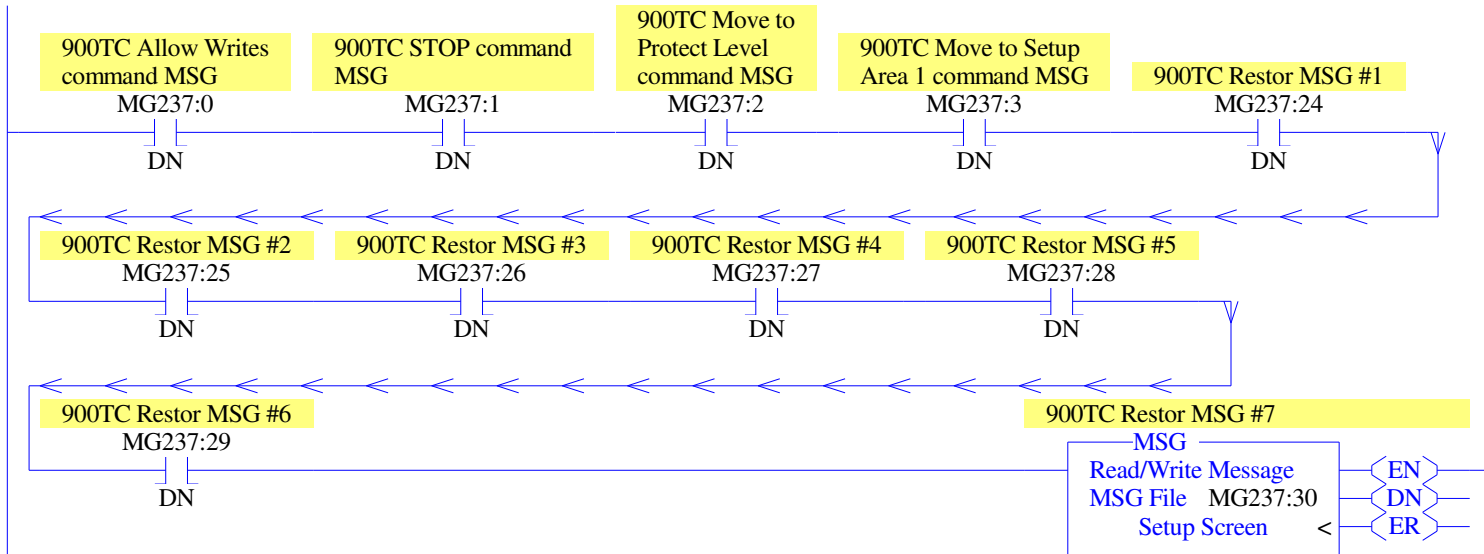 900TC Allow Writes
command MSG
MG237:0
DN
900TC STOP command
MSG
MG237:1
DN
900TC Move to
Protect Level
command MSG
MG237:2
DN
900TC Move to Setup
Area 1 command MSG
MG237:3
DN
900TC Restor MSG #1
MG237:24
DN
900TC Restor MSG #2
MG237:25
DN
900TC Restor MSG #3
MG237:26
DN
900TC Restor MSG #4
MG237:27
DN
900TC Restor MSG #5
MG237:28
DN
900TC Restor MSG #6
MG237:29
DN
900TC Restor MSG #7
MSG
Read/Write Message
MSG File MG237:30
Setup Screen <
EN
DN
ER